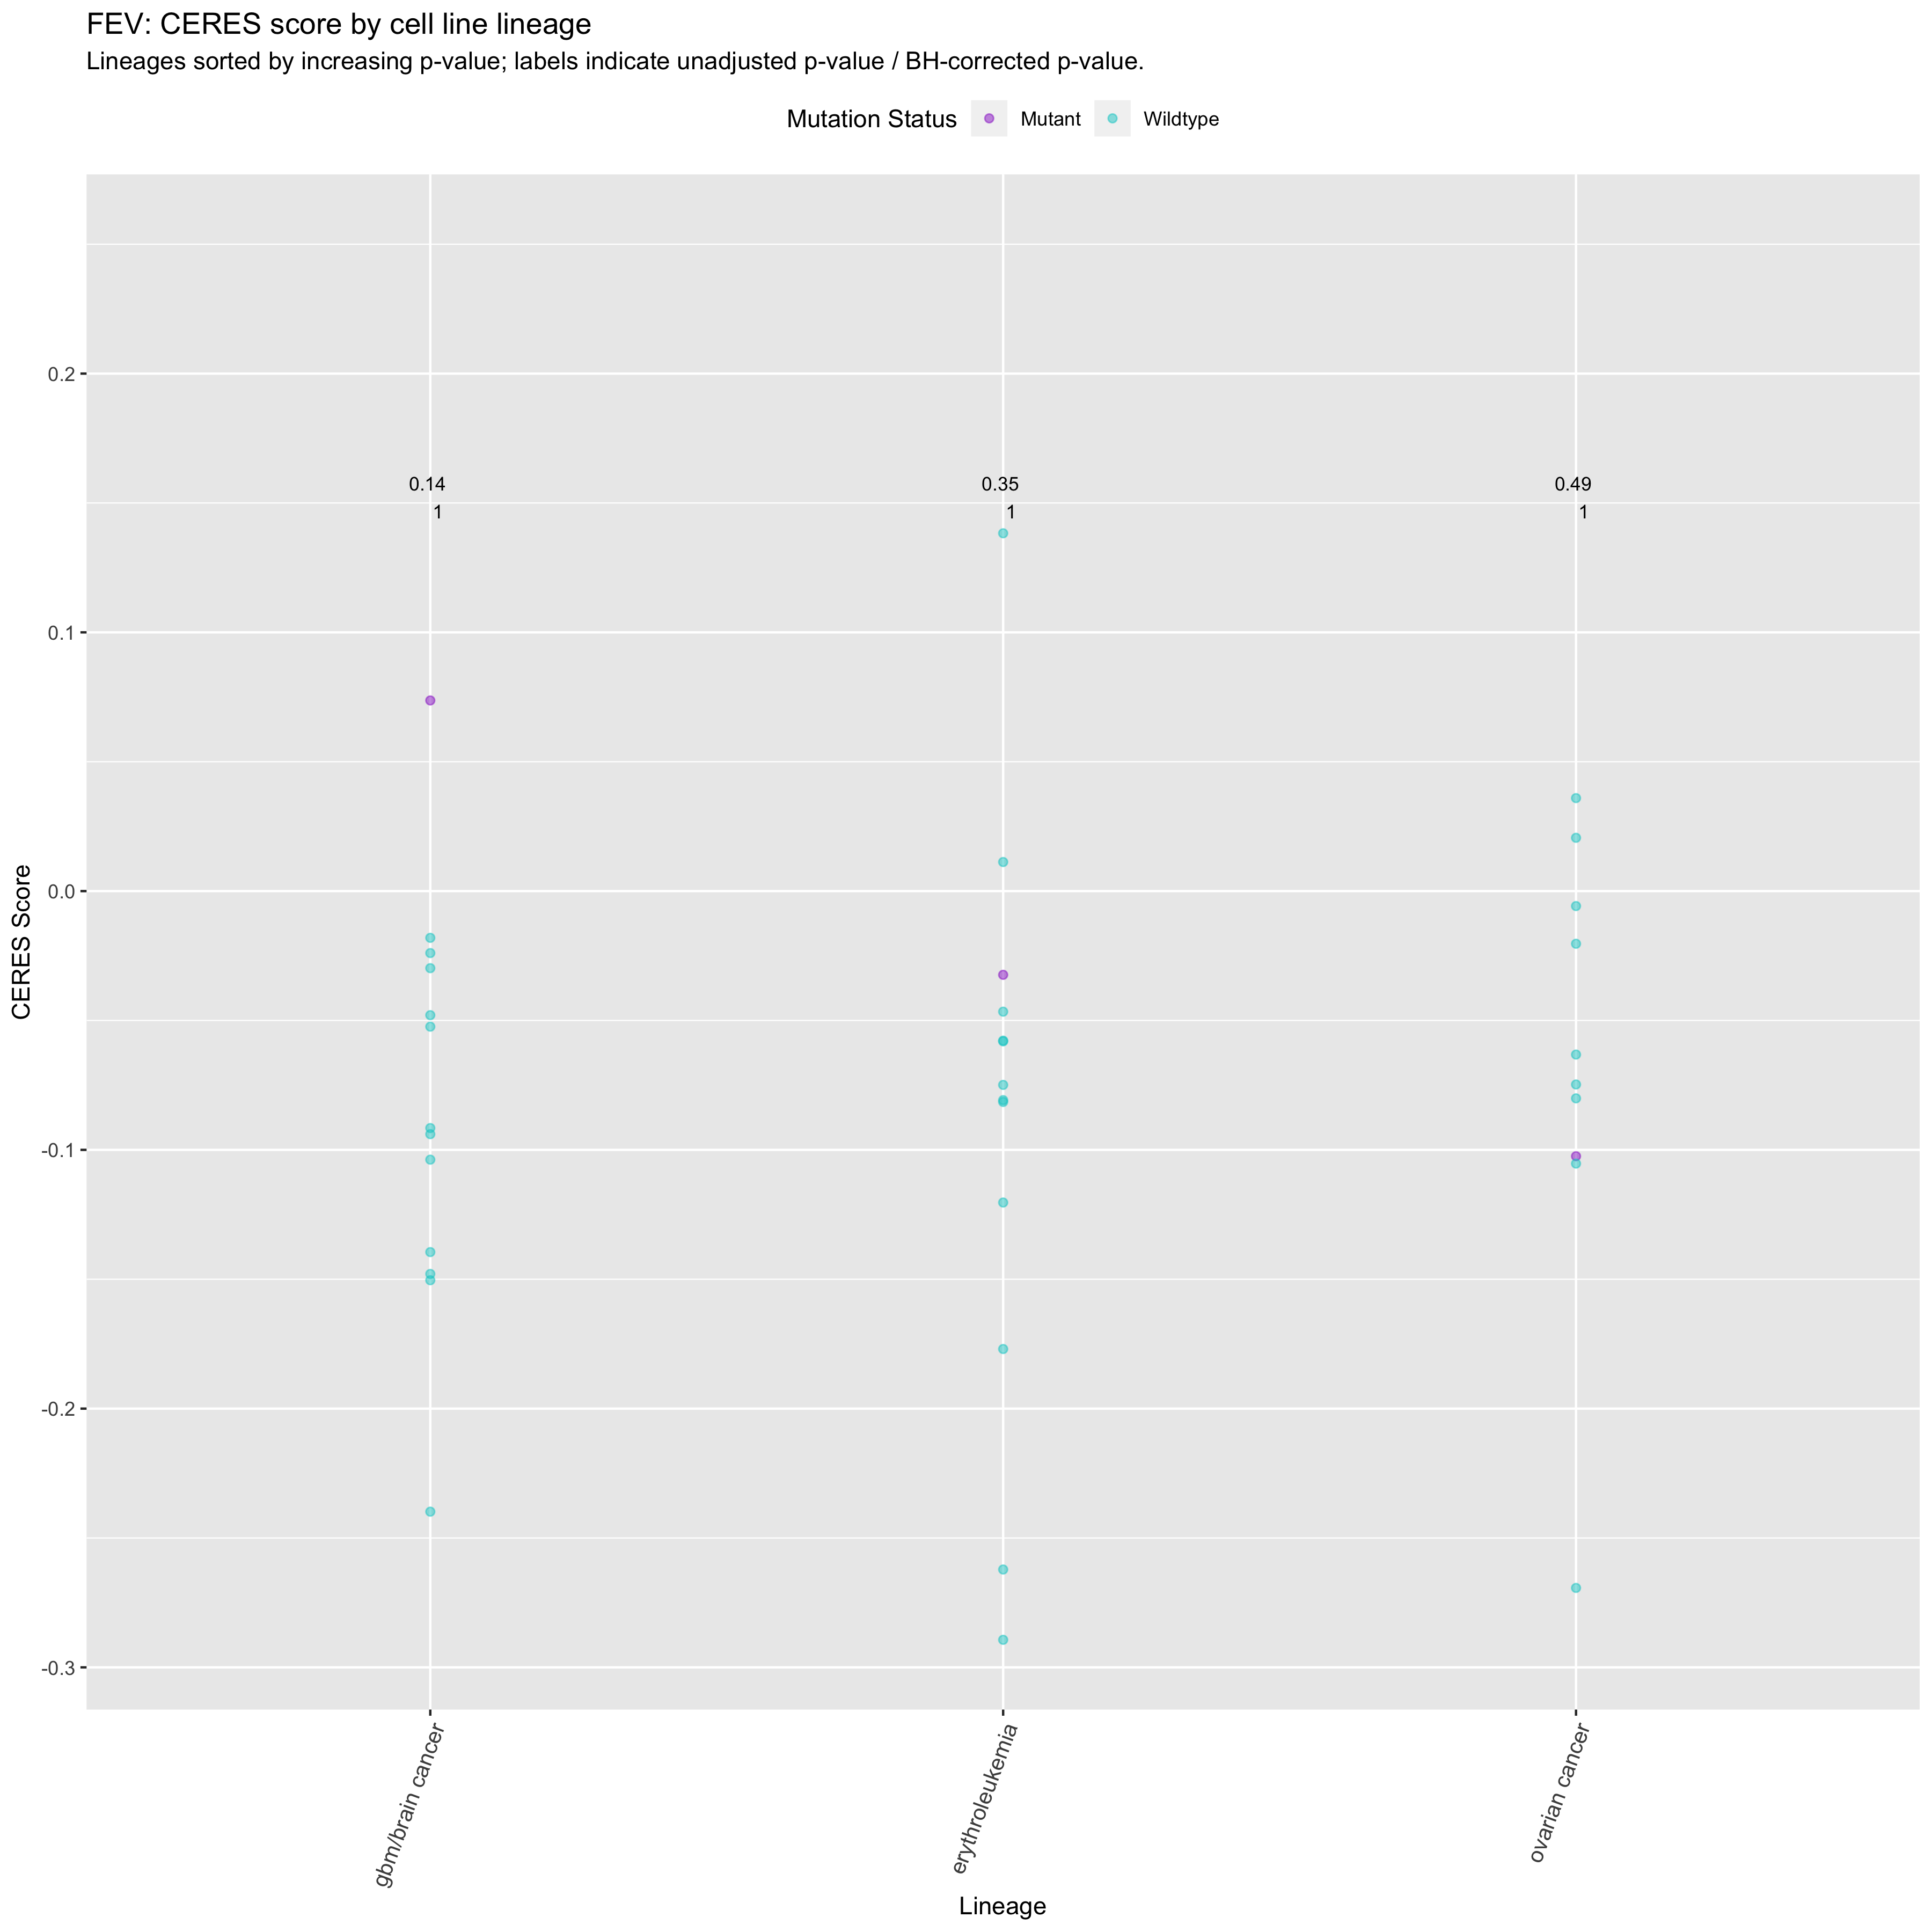 FEV: CERES score by cell line lineage
Lineages sorted by increasing p-value; labels indicate unadjusted p-value / BH-corrected p-value.
Mutation Status Mutant Wildtype
0.2
0.14 0.35 0.49
1 1 1
0.1
0.0
CERES Score
-0.1
-0.2
-0.3
gbm/brain cancer erythroleukemia ovarian cancer
Lineage